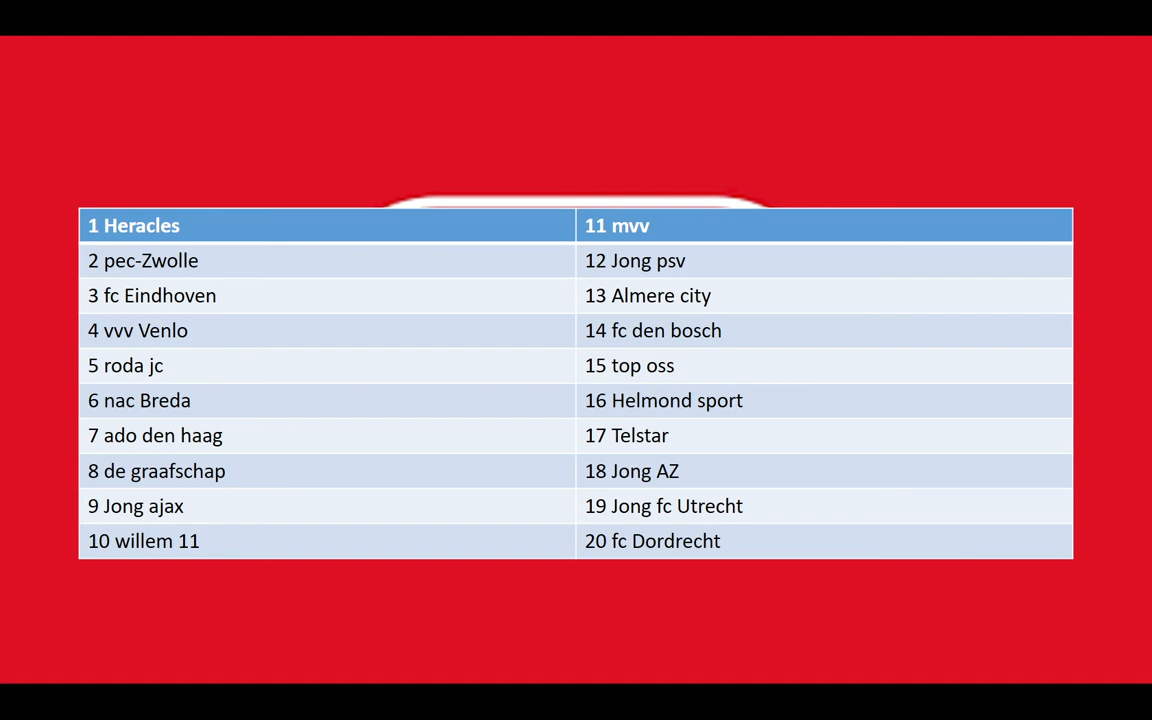 1 Heracles
11 mvv
2 pec-Zwolle
12 Jong psv
3 fc Eindhoven
13 Almere city
4 vvv Venlo
14 fc den bosch
5 roda jc
15 top oss
6 nac Breda
16 Helmond sport
7 ado den haag
17 Telstar
8 de graafschap
18 Jong AZ
9 Jong ajax
19 Jong fc Utrecht
10 willem 11
20 fc Dordrecht